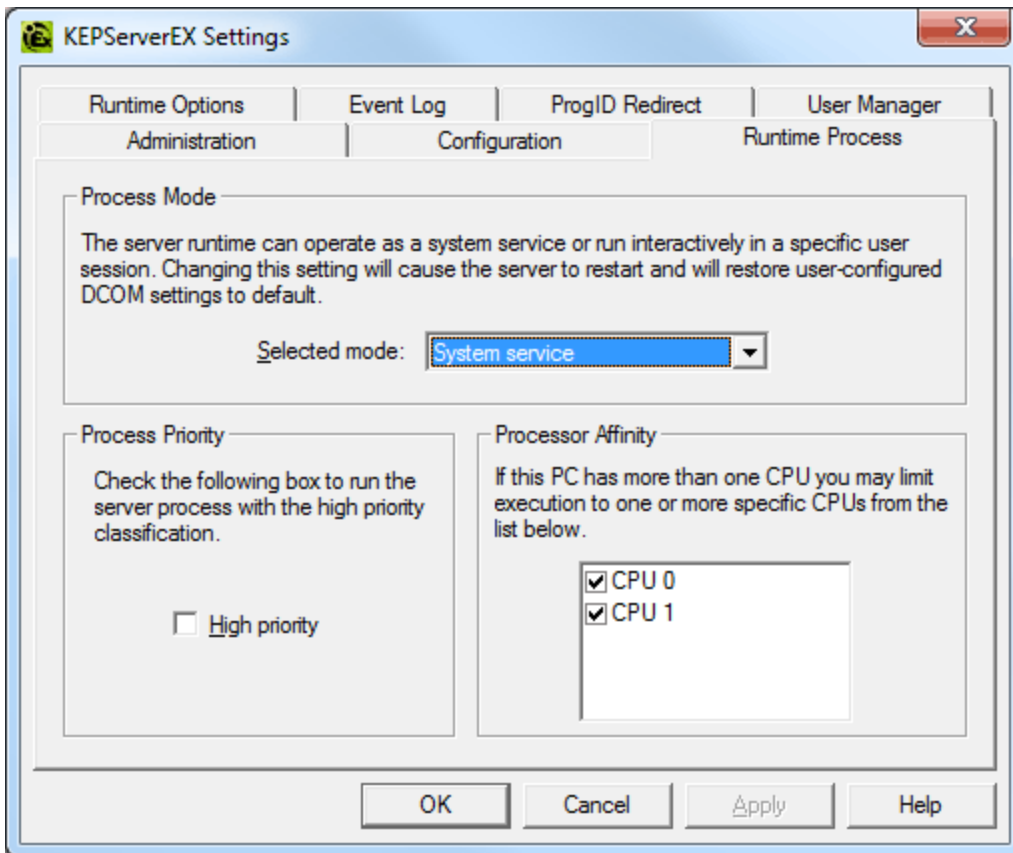 KEPServerEX Settings
Runtime Options
Event Log
ProgID Redirect
User Manager
Administration
Configuration
Runtime Process
Process Mode
The server runtime can operate as a system service or run interactively in a specific user
session. Changing this setting will cause the server to restart and will restore user-configured
DCOM settings to default.
Selected mode:
System service
Process Priority
Check the following box to run the
server process with the high priority
classification.
High priority
Processor Affinity
If this PC has more than one CPU you may limit
execution to one or more specific CPUs from the
list below.
CPU 0
CPU 1
OK
Cancel
Apply
Help